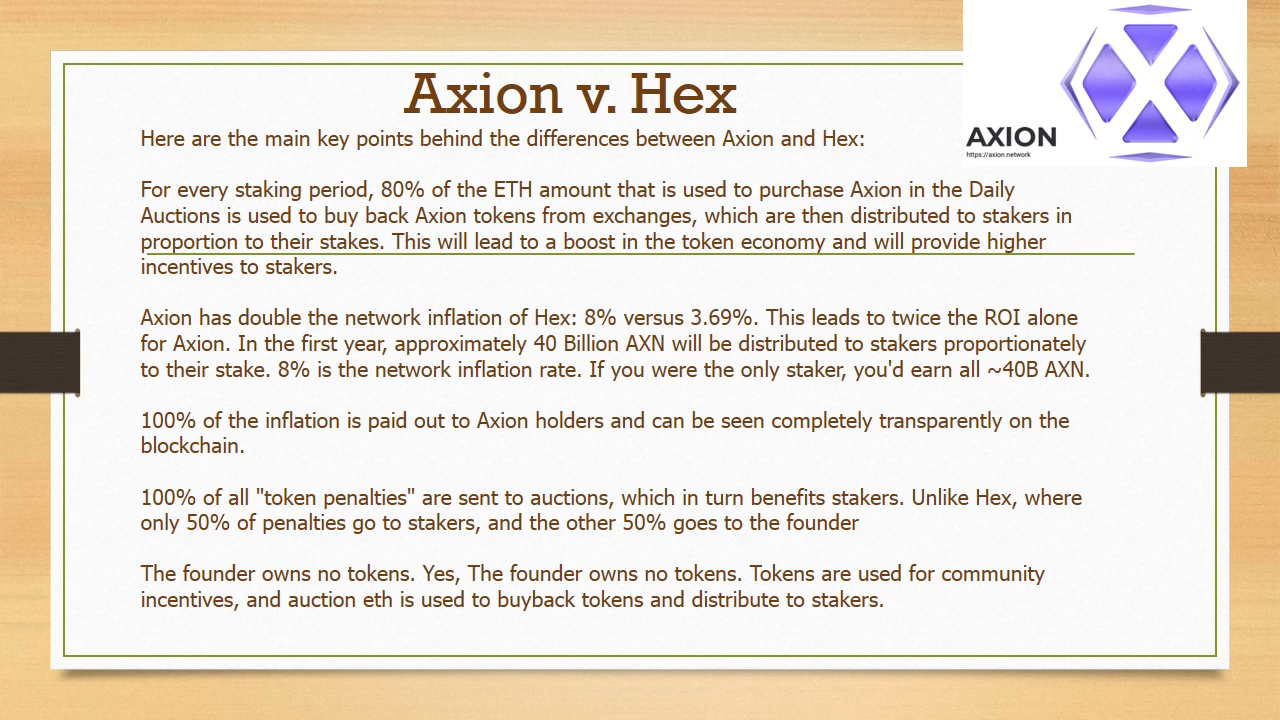 Axion v. Hex
AXION
https://axion.network
Here are the main key points behind the differences between Axion and Hex:
For every staking period, 80% of the ETH amount that is used to purchase Axion in the Daily
Auctions is used to buy back Axion tokens from exchanges, which are then distributed to stakers in
proportion to their stakes. This will lead to a boost in the token economy and will provide higher
incentives to stakers.
Axion has double the network inflation of Hex: 8% versus 3.69%. This leads to twice the ROI alone
for Axion. In the first year, approximately 40 Billion AXN will be distributed to stakers proportionately
to their stake. 8% is the network inflation rate. If you were the only staker, you'd earn all ~40B AXN.
100% of the inflation is paid out to Axion holders and can be seen completely transparently on the
blockchain.
100% of all "token penalties" are sent to auctions, which in turn benefits stakers. Unlike Hex, where
only 50% of penalties go to stakers, and the other 50% goes to the founder
The founder owns no tokens. Yes, The founder owns no tokens. Tokens are used for community
incentives, and auction eth is used to buyback tokens and distribute to stakers.